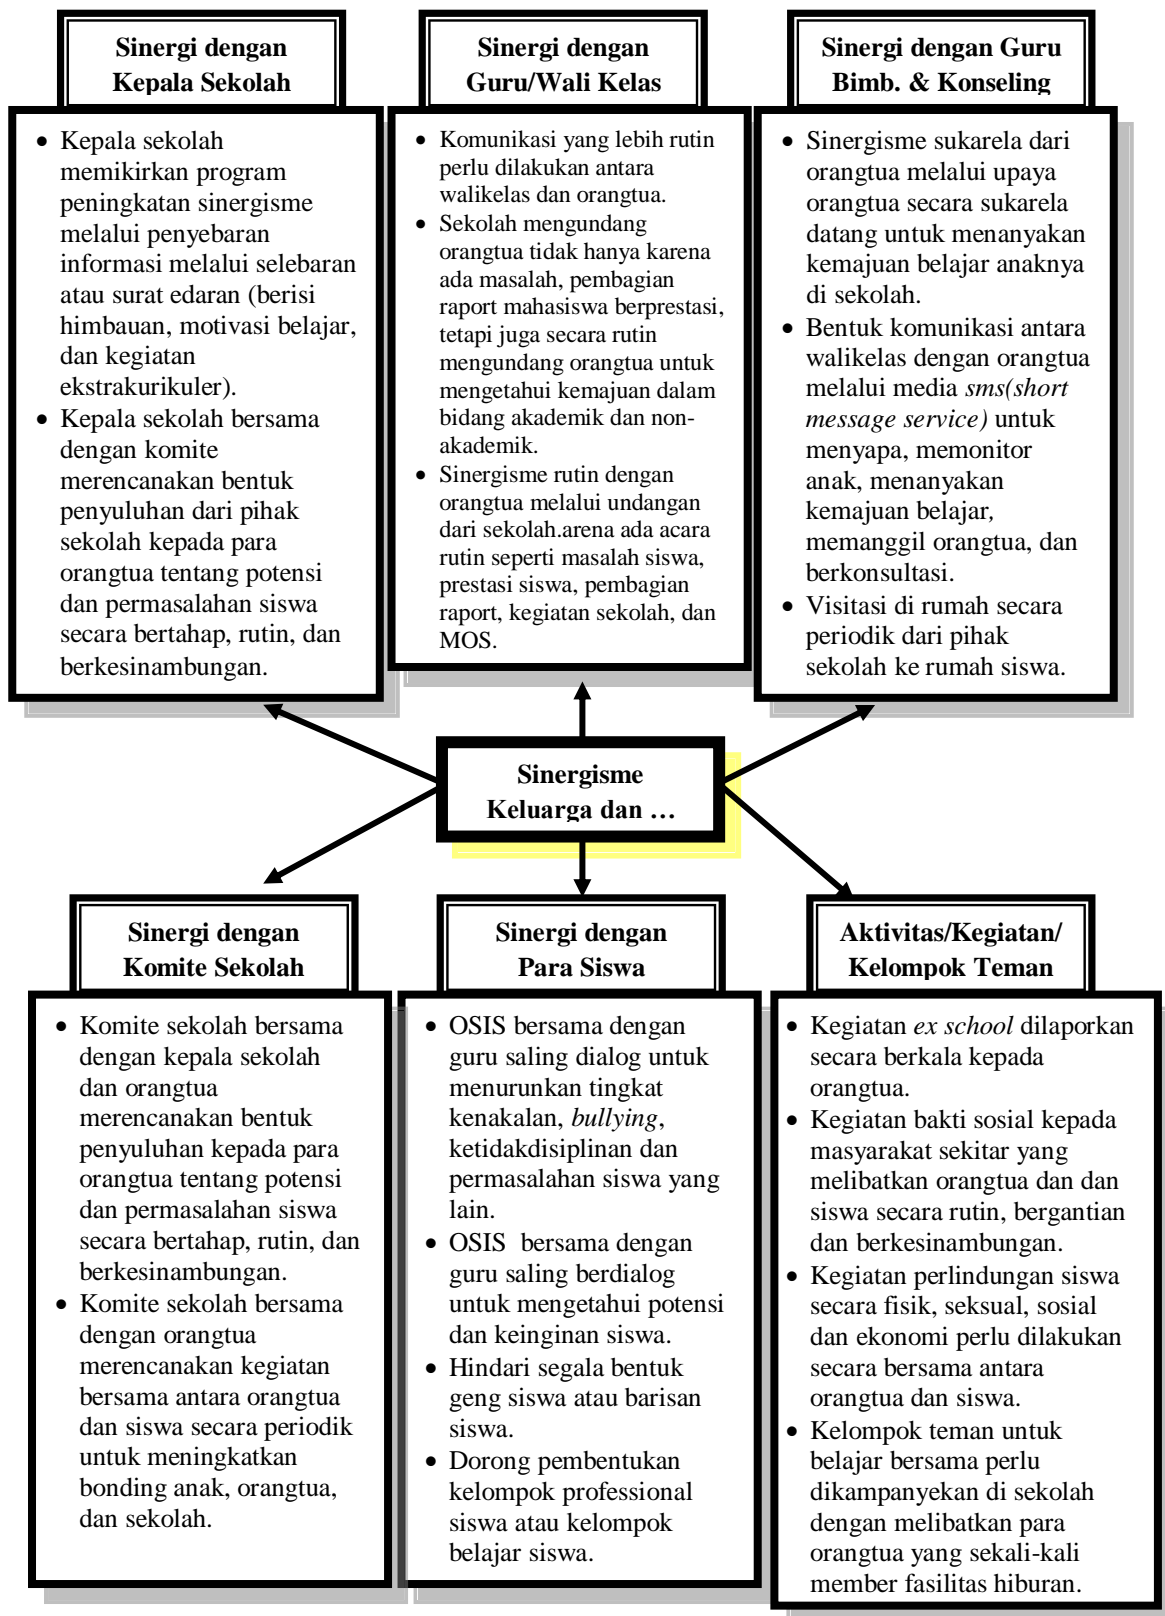 Sinergi dengan
Kepala Sekolah
• Kepala sekolah
memikirkan program
peningkatan sinergisme
melalui penyebaran
informasi melalui selebaran
atau surat edaran (berisi
himbauan, motivasi belajar,
dan kegiatan
ekstrakurikuler).
• Kepala sekolah bersama
dengan komite
merencanakan bentuk
penyuluhan dari pihak
sekolah kepada para
orangtua tentang potensi
dan permasalahan siswa
secara bertahap, rutin, dan
berkesinambungan.
Sinergi dengan
Guru/Wali Kelas
• Komunikasi yang lebih rutin
perlu dilakukan antara
walikelas dan orangtua.
• Sekolah mengundang
orangtua tidak hanya karena
ada masalah, pembagian
raport mahasiswa berprestasi,
tetapi juga secara rutin
mengundang orangtua untuk
mengetahui kemajuan dalam
bidang akademik dan non-
akademik.
• Sinergisme rutin dengan
orangtua melalui undangan
dari sekolah.arena ada acara
rutin seperti masalah siswa,
prestasi siswa, pembagian
raport, kegiatan sekolah, dan
MOS.
Sinergi dengan Guru
Bimb. & Konseling
• Sinergisme sukarela dari
orangtua melalui upaya
orangtua secara sukarela
datang untuk menanyakan
kemajuan belajar anaknya
di sekolah.
• Bentuk komunikasi antara
walikelas dengan orangtua
melalui media sms(short
message service) untuk
menyapa, memonitor
anak, menanyakan
kemajuan belajar,
memanggil orangtua, dan
berkonsultasi.
• Visitasi di rumah secara
periodik dari pihak
sekolah ke rumah siswa.
Sinergisme
Keluarga dan …
Sinergi dengan
Komite Sekolah
• Komite sekolah bersama
dengan kepala sekolah
dan orangtua
merencanakan bentuk
penyuluhan kepada para
orangtua tentang potensi
dan permasalahan siswa
secara bertahap, rutin, dan
berkesinambungan.
• Komite sekolah bersama
dengan orangtua
merencanakan kegiatan
bersama antara orangtua
dan siswa secara periodik
untuk meningkatkan
bonding anak, orangtua,
dan sekolah.
Sinergi dengan
Para Siswa
• OSIS bersama dengan
guru saling dialog untuk
menurunkan tingkat
kenakalan, bullying,
ketidakdisiplinan dan
permasalahan siswa yang
lain.
• OSIS bersama dengan
guru saling berdialog
untuk mengetahui potensi
dan keinginan siswa.
• Hindari segala bentuk
geng siswa atau barisan
siswa.
• Dorong pembentukan
kelompok professional
siswa atau kelompok
belajar siswa.
Aktivitas/Kegiatan/
Kelompok Teman
• Kegiatan ex school dilaporkan
secara berkala kepada
orangtua.
• Kegiatan bakti sosial kepada
masyarakat sekitar yang
melibatkan orangtua dan dan
siswa secara rutin, bergantian
dan berkesinambungan.
• Kegiatan perlindungan siswa
secara fisik, seksual, sosial
dan ekonomi perlu dilakukan
secara bersama antara
orangtua dan siswa.
• Kelompok teman untuk
belajar bersama perlu
dikampanyekan di sekolah
dengan melibatkan para
orangtua yang sekali-kali
member fasilitas hiburan.